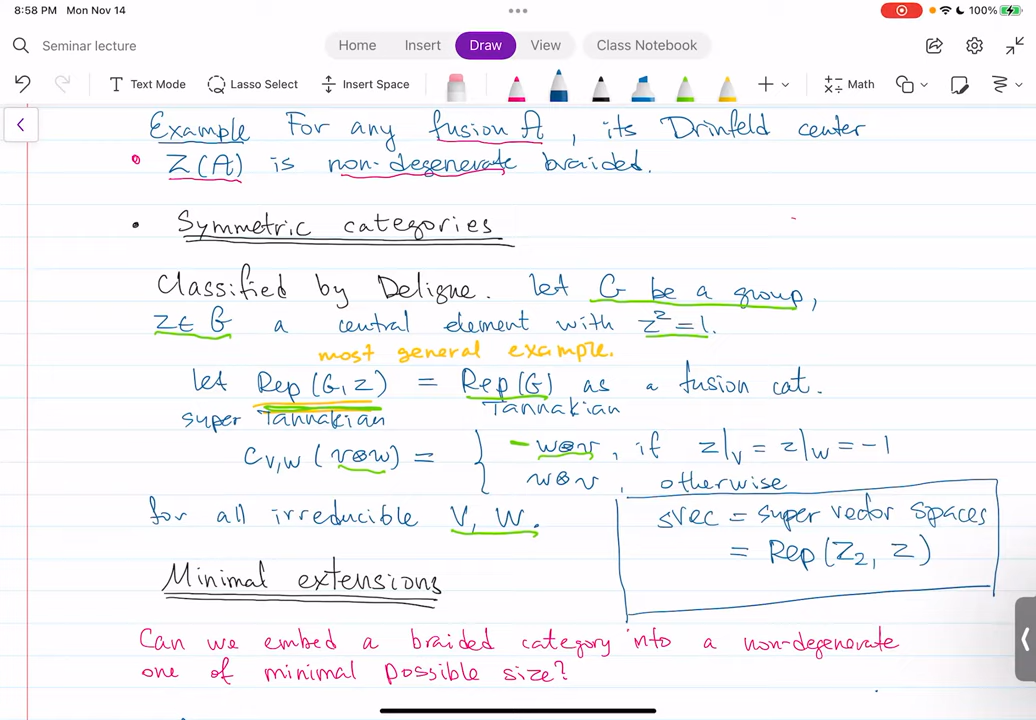 8:58 PM Mon Nov 14
100%
Seminar lecture
Home Insert Draw View Class Notebook
Text Mode Lasso Select Insert Space Math
Example For any fusion A, its Drinfeld center
• Z(A) is non-degenerate braided.
• Symmetric categories
Classified by Deligne. let G be a group,
z ∈ G a central element with z² = 1.
most general example.
let Rep(G,z) = Rep(G) as a fusion cat.
super Tannakian Tannakian
C_{V,W}(v⊗w) = { -w⊗v, if z|_V = z|_W = -1
w⊗v, otherwise
for all irreducible V, W.
sVec = super vector spaces
= Rep(Z₂, z)
Minimal extensions
Can we embed a braided category into a non-degenerate
one of minimal possible size?